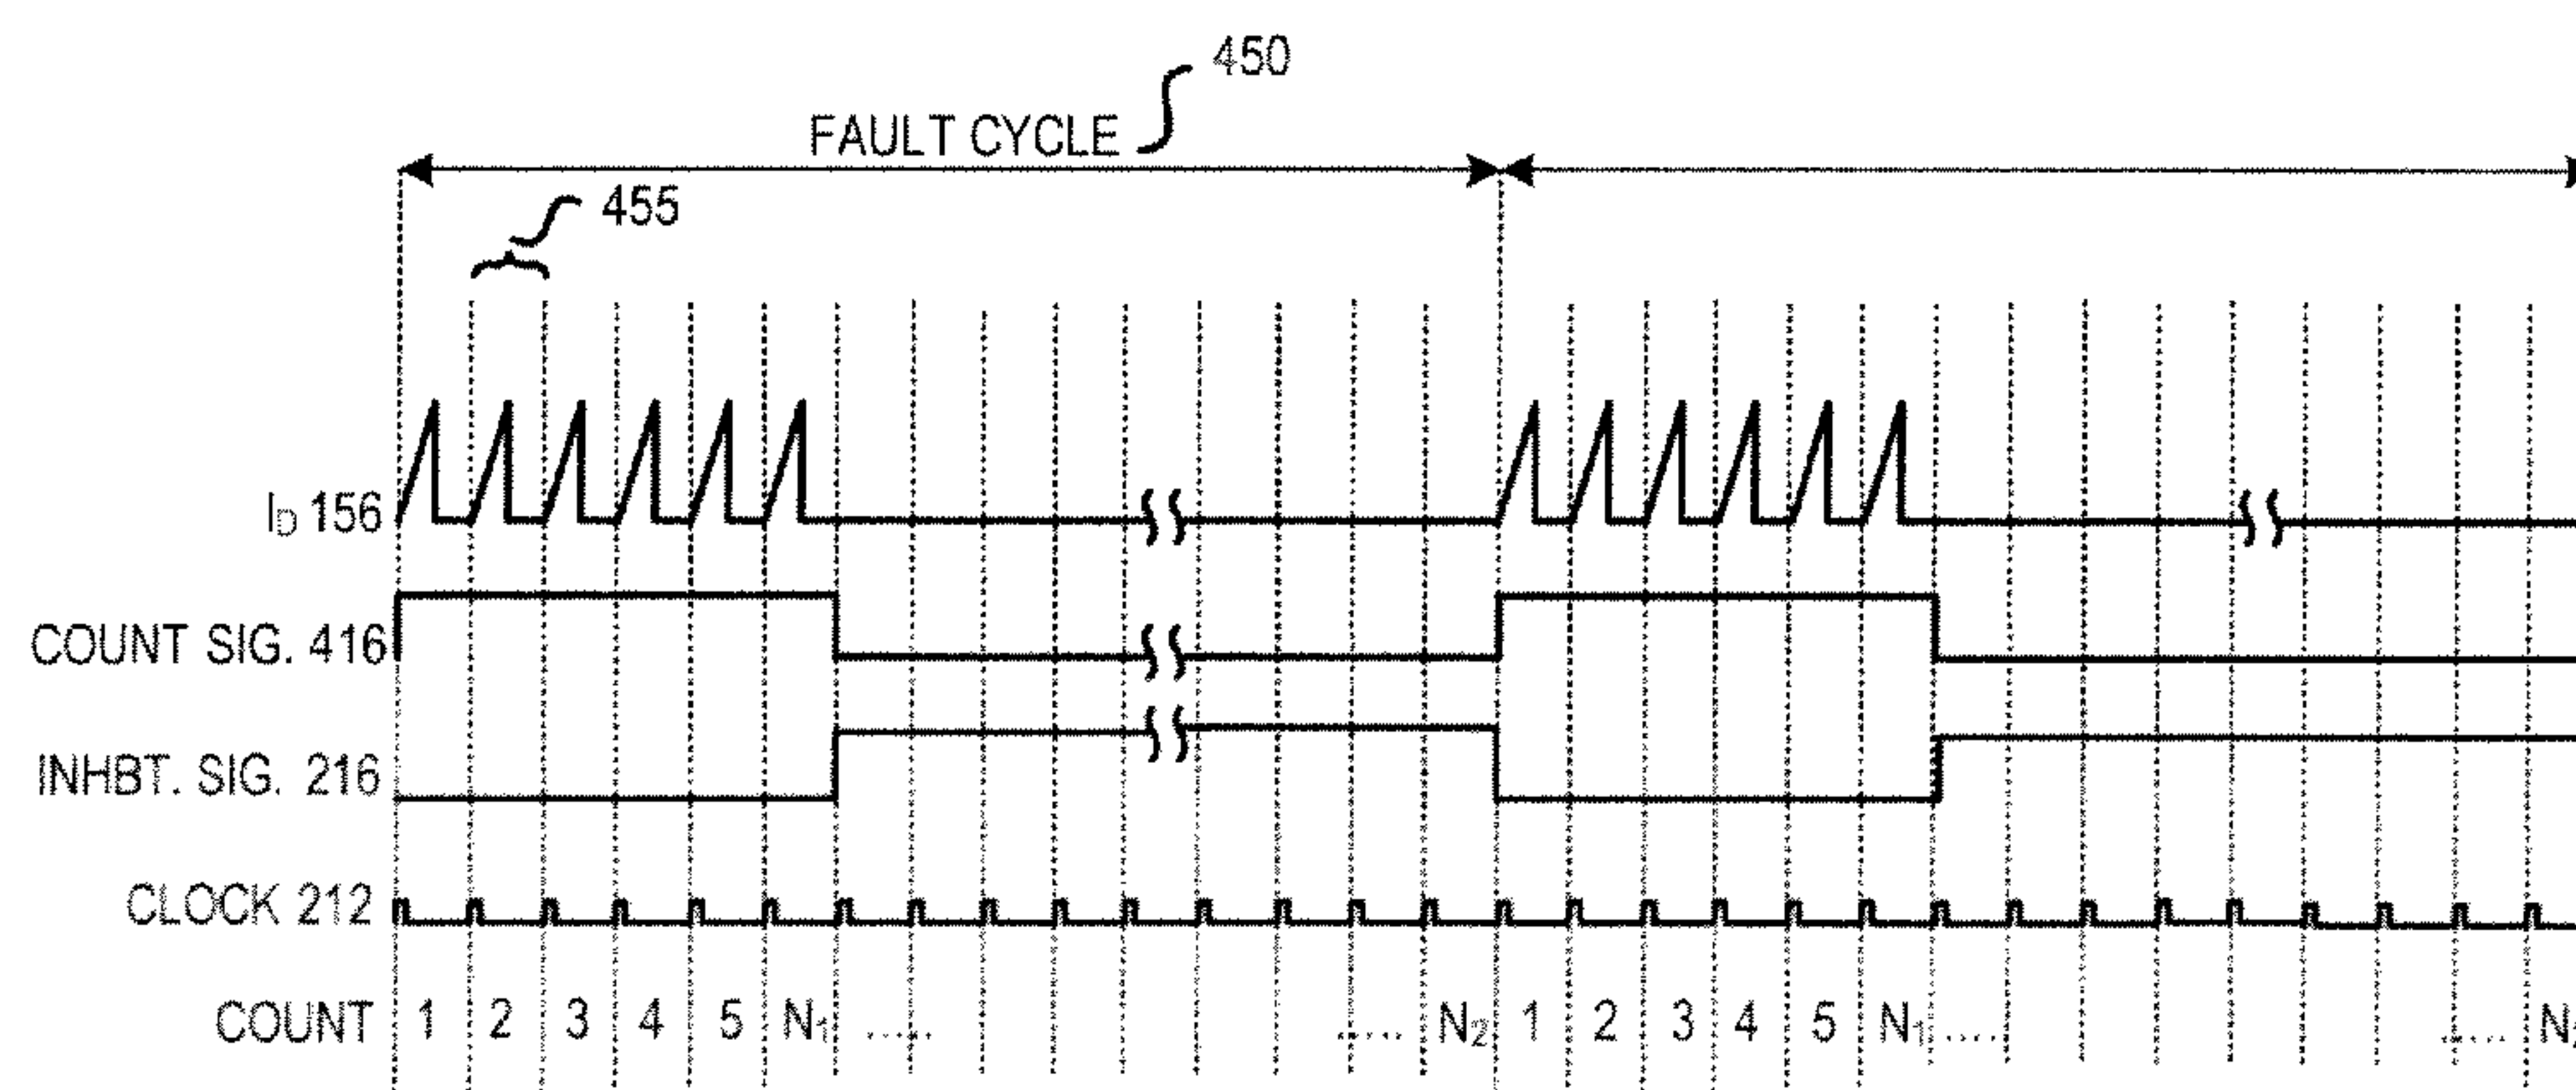 450
FAULT CYCLE
455
I_D 156
COUNT SIG. 416
INHBT. SIG. 216
CLOCK 212
COUNT 1 2 3 4 5 N₁ ..... ..... N₂ 1 2 3 4 5 N₁ ..... ..... N